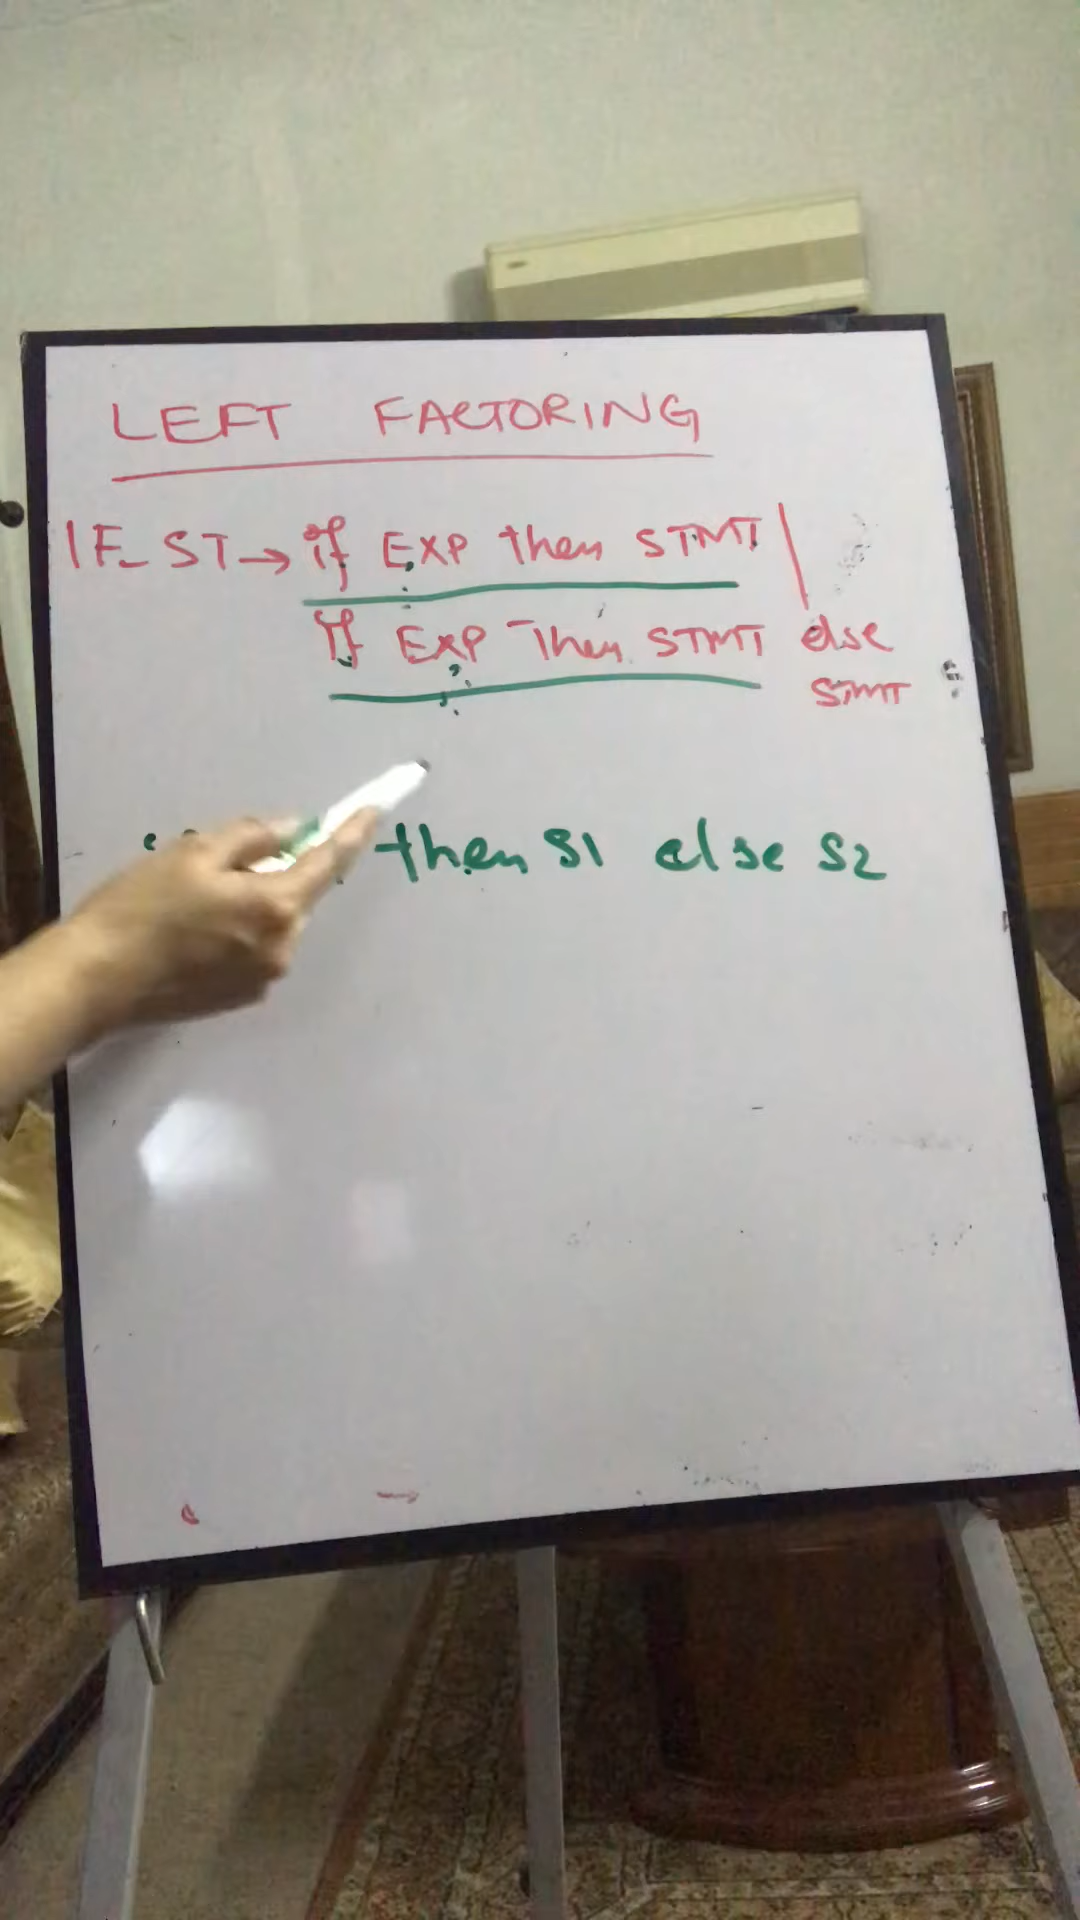 LEFT FACTORING
IF_ST → if EXP then STMT |
if EXP Then STMT else
STMT
then S1 else S2